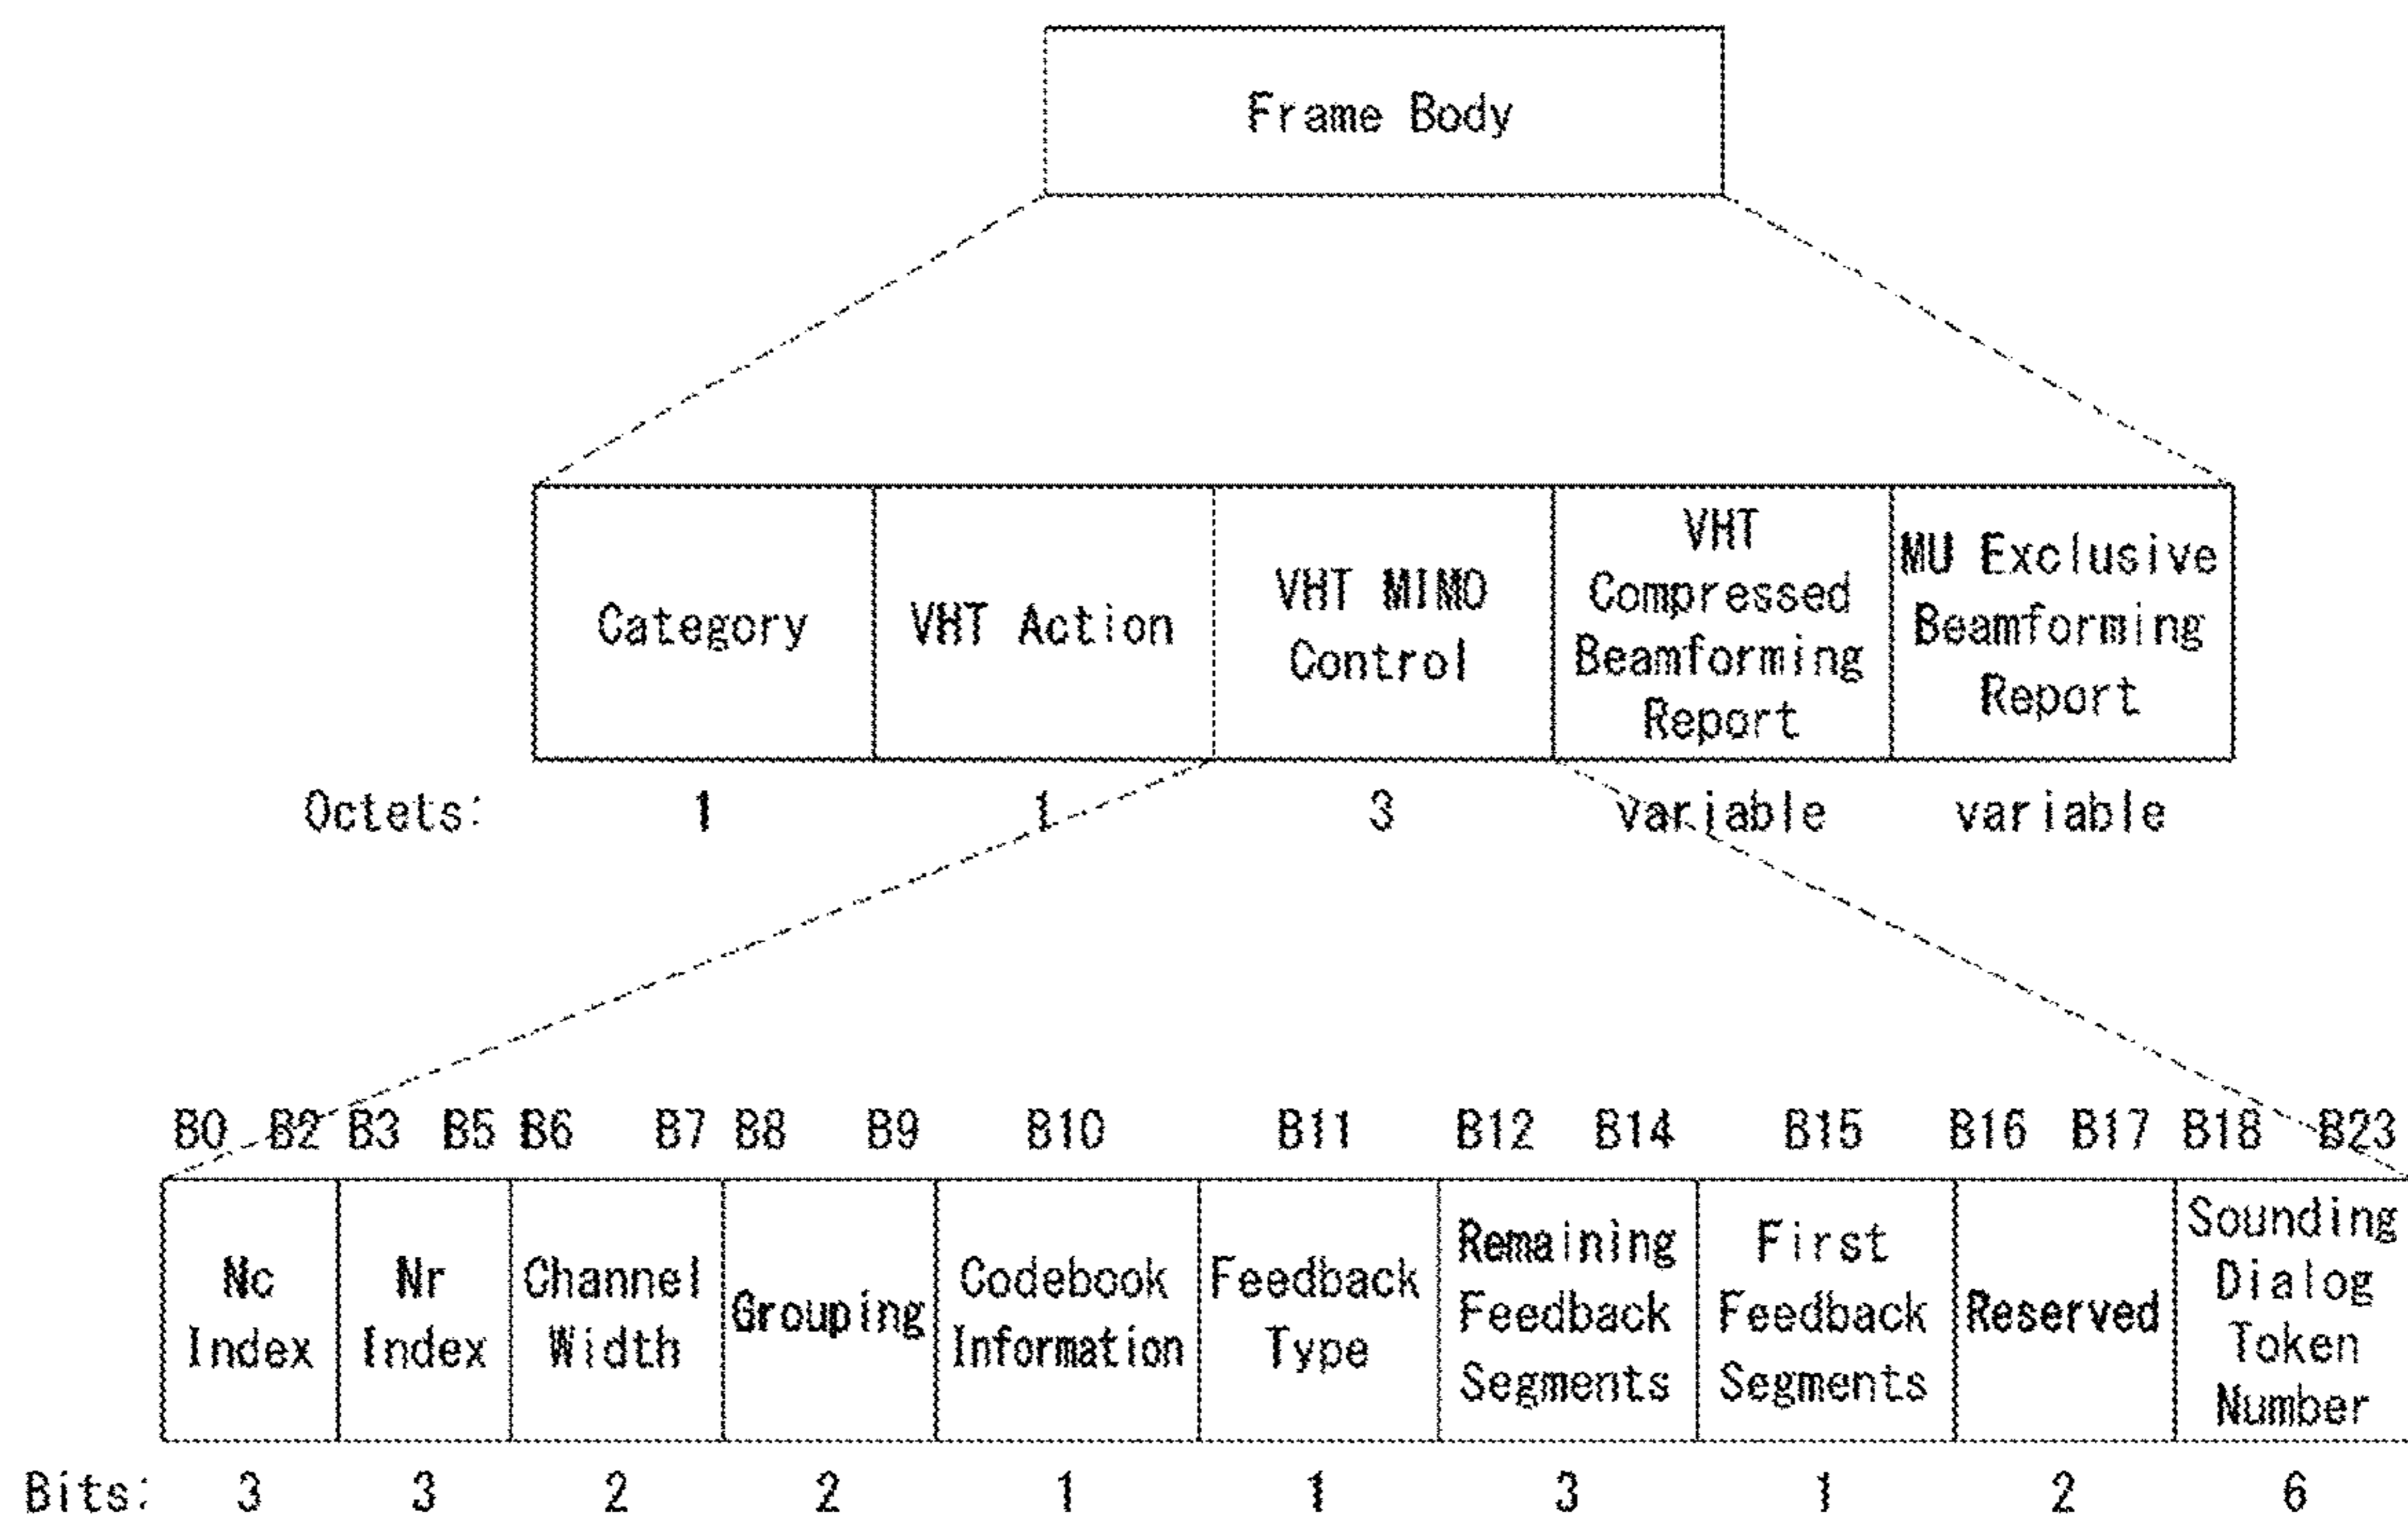 Frame Body
Category
VHT Action
VHT MIMO
Control
VHT
Compressed
Beamforming
Report
MU Exclusive
Beamforming
Report
Octets: 1 1 3 variable variable
B0 B2 B3 B5 B6 B7 B8 B9 B10 B11 B12 B14 B15 B16 B17 B18 B23
Nc
Index
Nr
Index
Channel
Width
Grouping
Codebook
Information
Feedback
Type
Remaining
Feedback
Segments
First
Feedback
Segments
Reserved
Sounding
Dialog
Token
Number
Bits: 3 3 2 2 1 1 3 1 2 6